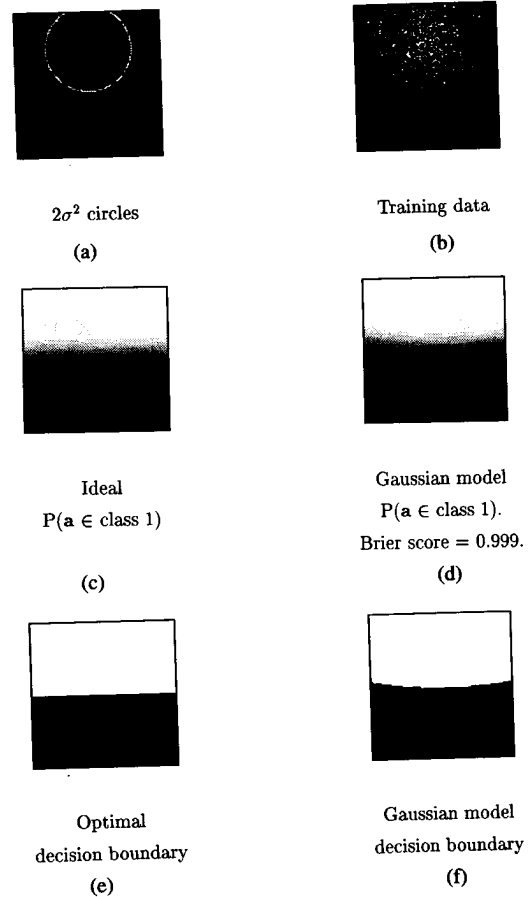 2σ² circles
(a)
Training data
(b)
Ideal
P(a ∈ class 1)
(c)
Gaussian model
P(a ∈ class 1).
Brier score = 0.999.
(d)
Optimal
decision boundary
(e)
Gaussian model
decision boundary
(f)